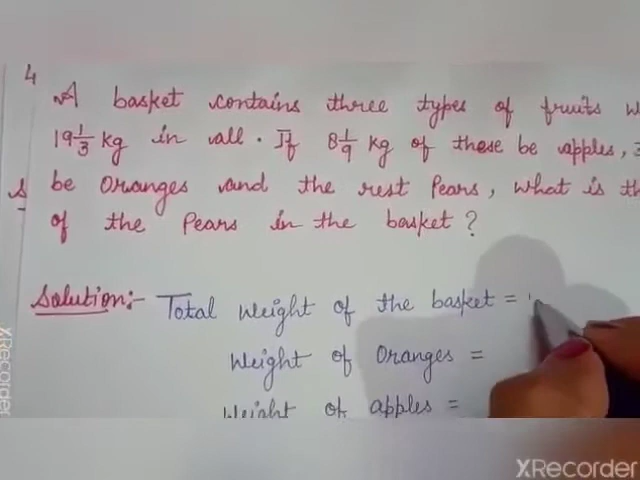 4
A basket contains three types of fruits
19 1/3 kg in all. If 8 1/9 kg of these be apples,
be Oranges and the rest Pears, what is
of the Pears in the basket?
Solution:- Total weight of the basket =
Weight of Oranges =
Weight of apples =
XRecorder
XRecorder